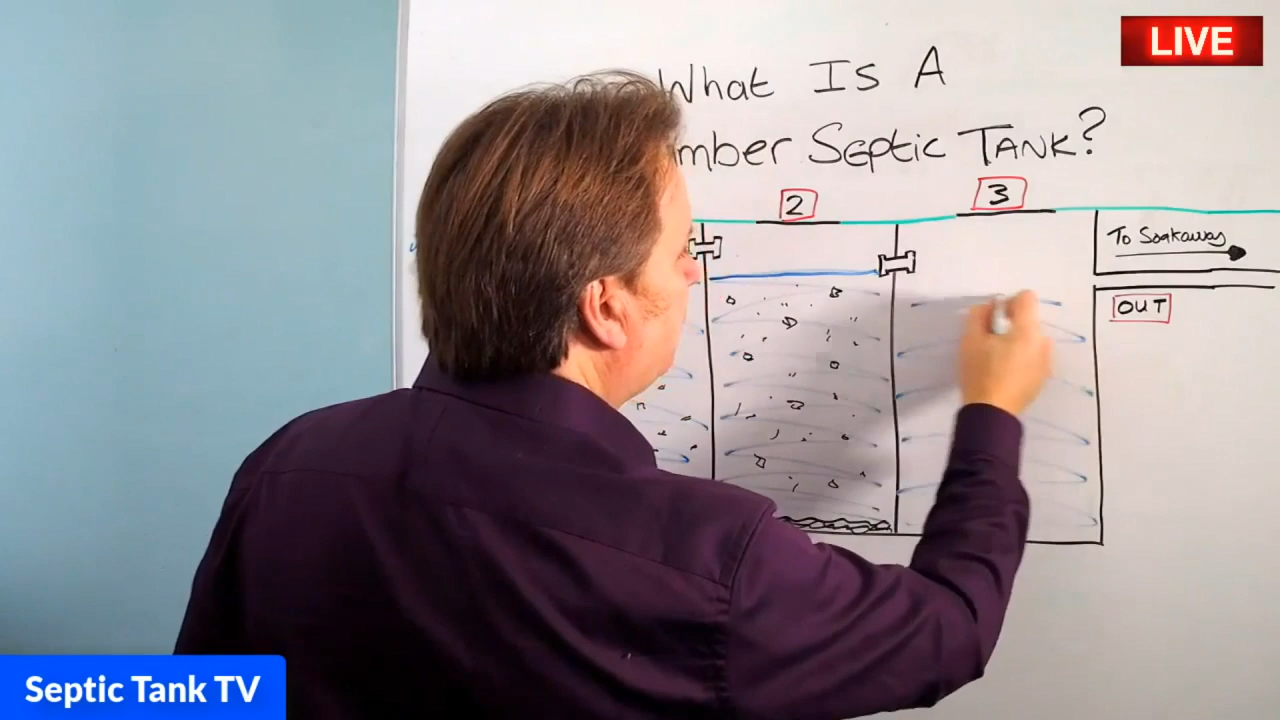 LIVE
What Is A
mber Septic Tank?
2
3
To Soakaway
OUT
Septic Tank TV